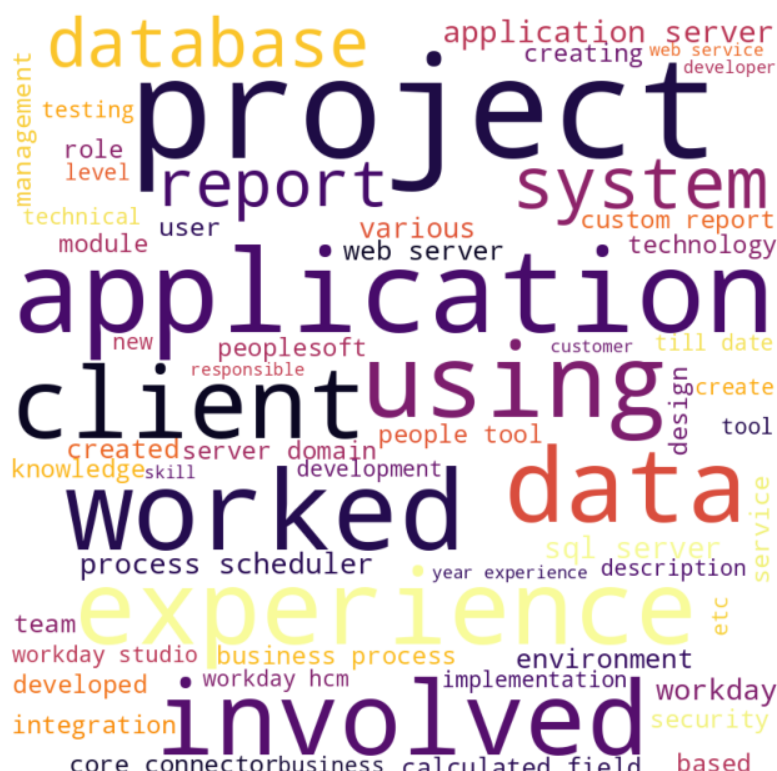 database
application server
creating
web service
developer
management
testing
project
role
level
report
system
technical
user
various
custom report
module
web server
technology
application
new
peoplesoft
customer
till date
responsible
client
using
design
create
tool
created
server domain
people tool
knowledge
skill
development
data
worked
service
sql server
process scheduler
year experience
description
experience
etc
team
workday studio
business process
environment
developed
workday hcm
implementation
workday
integration
involved
security
core connector
business
calculated field
based